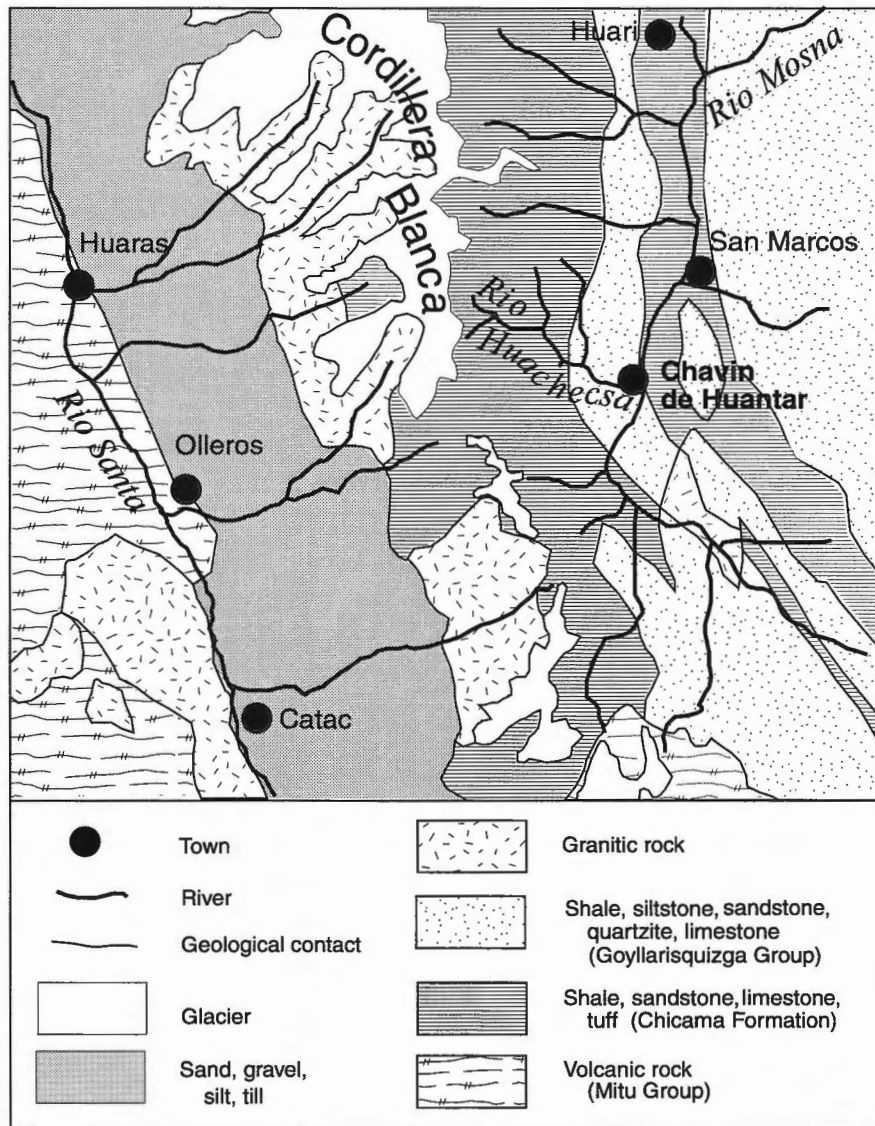 Cordillera
Blanca
Huari
Rio Mosna
Huaras
San Marcos
Rio
Huachecsa
Chavin
de Huantar
Rio Santa
Olleros
Catac
Town
River
Geological contact
Glacier
Sand, gravel,
silt, till
Granitic rock
Shale, siltstone, sandstone,
quartzite, limestone
(Goyllarisquizga Group)
Shale, sandstone, limestone,
tuff (Chicama Formation)
Volcanic rock
(Mitu Group)